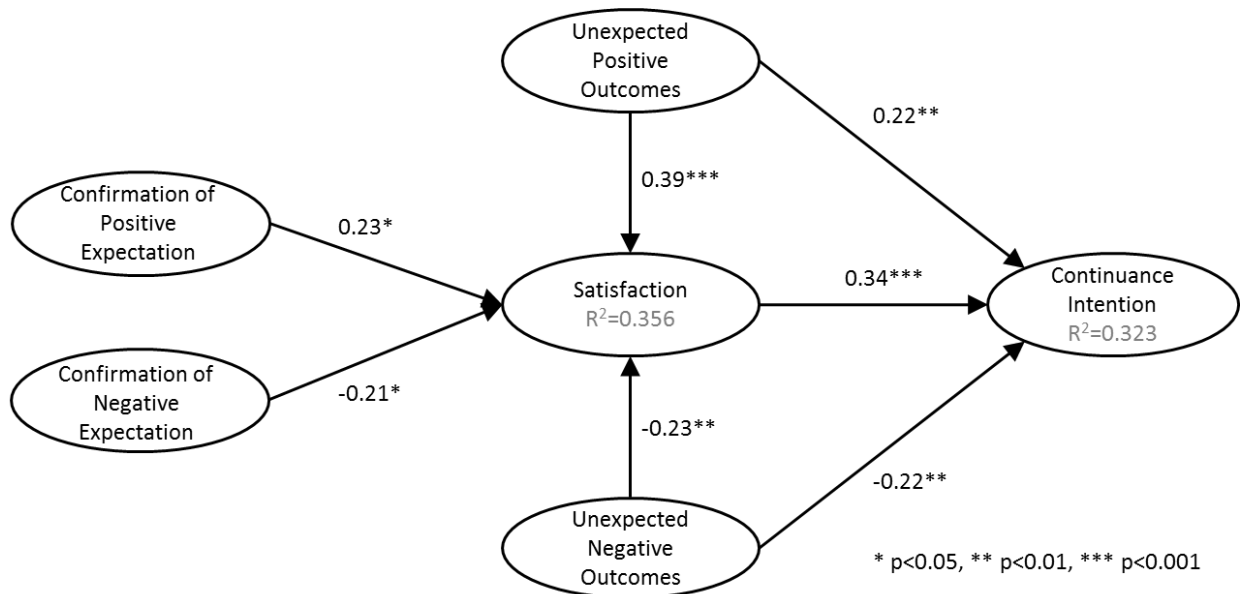 Unexpected
Positive
Outcomes
0.22**
0.39***
Confirmation of
Positive
Expectation
0.23*
Satisfaction
R²=0.356
0.34***
Continuance
Intention
R²=0.323
Confirmation of
Negative
Expectation
-0.21*
-0.23**
-0.22**
Unexpected
Negative
Outcomes
* p<0.05, ** p<0.01, *** p<0.001